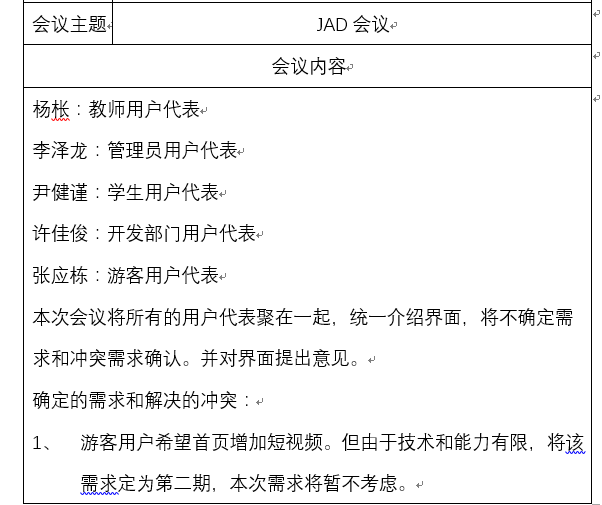 会议主题 JAD 会议
会议内容
杨枨：教师用户代表
李泽龙：管理员用户代表
尹健谨：学生用户代表
许佳俊：开发部门用户代表
张应栋：游客用户代表
本次会议将所有的用户代表聚在一起，统一介绍界面，将不确定需
求和冲突需求确认。并对界面提出意见。
确定的需求和解决的冲突：
1、 游客用户希望首页增加短视频。但由于技术和能力有限，将该
需求定为第二期，本次需求将暂不考虑。